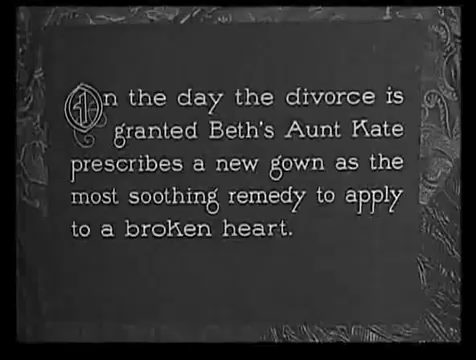 On the day the divorce is
granted Beth's Aunt Kate
prescribes a new gown as the
most soothing remedy to apply
to a broken heart.